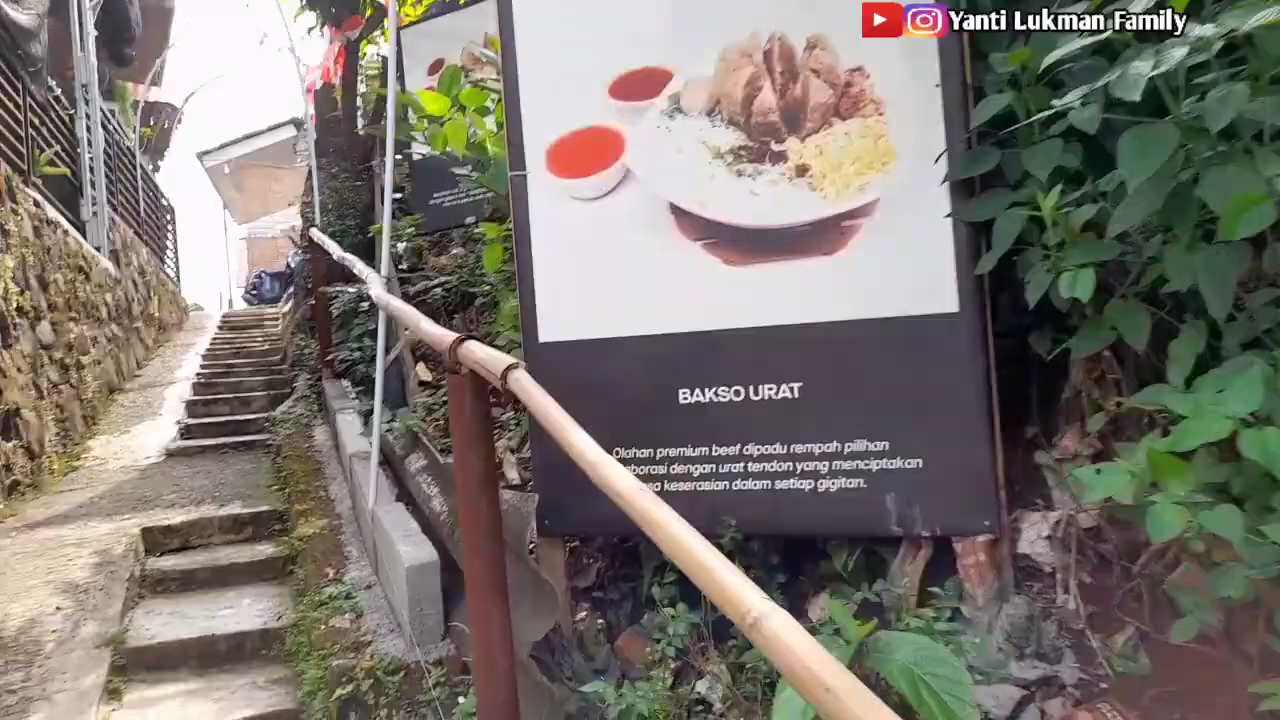 Yanti Lukman Family
BAKSO URAT
Olahan premium beef dipadu rempah pilihan
dengan urat tendon yang menciptakan
keserasian dalam setiap gigitan.